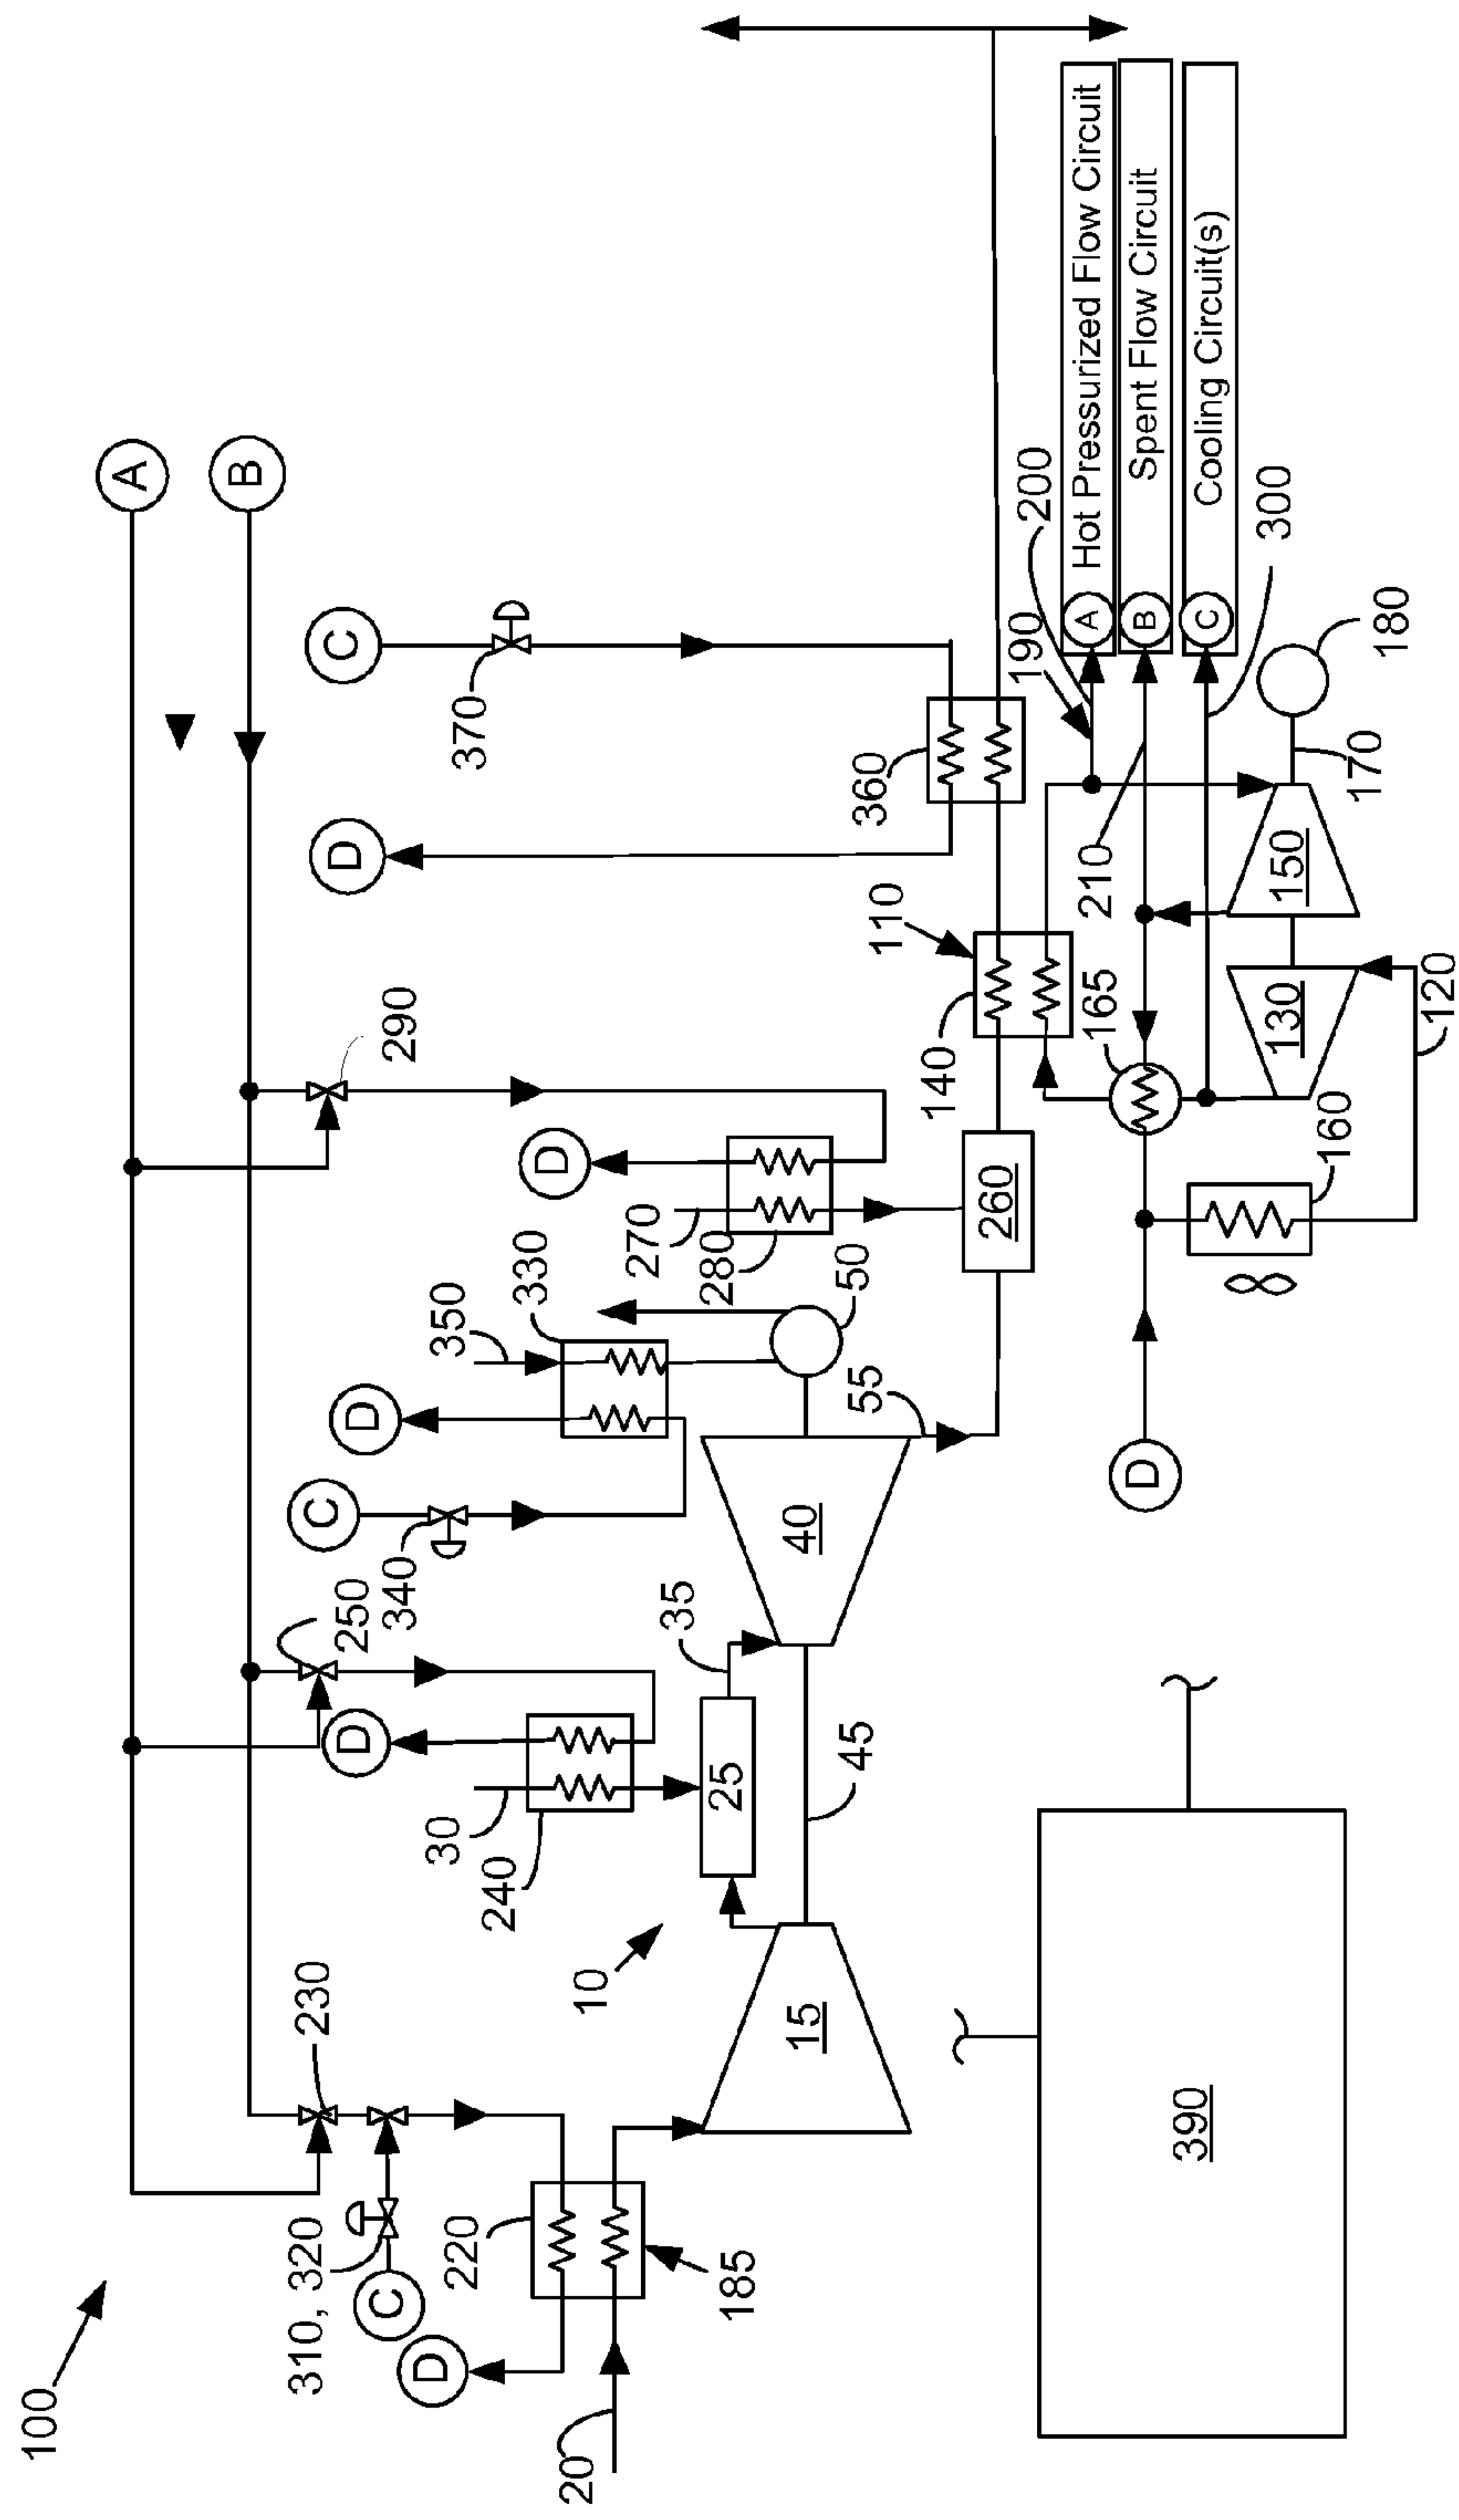 100
A
B
310, 320
230
C
D
20
220
185
10
30
240
250
340
C
D
350
330
D
15
25
35
45
40
50
55
270
280
D
290
C
370
D
360
260
140
110
165
130
150
160
120
170
180
190
200
210
300
D
A Hot Pressurized Flow Circuit
B Spent Flow Circuit
C Cooling Circuit(s)
D
390